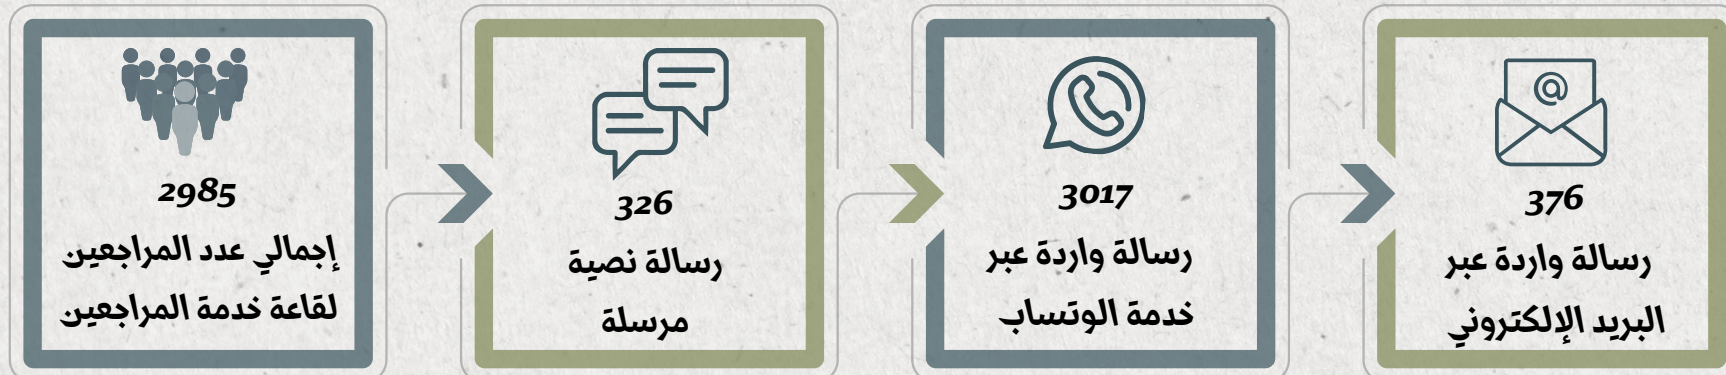 2985
إجمالي عدد المراجعين
لقاعة خدمة المراجعين
326
رسالة نصية
مرسلة
3017
رسالة واردة عبر
خدمة الوتساب
376
رسالة واردة عبر
البريد الإلكتروني